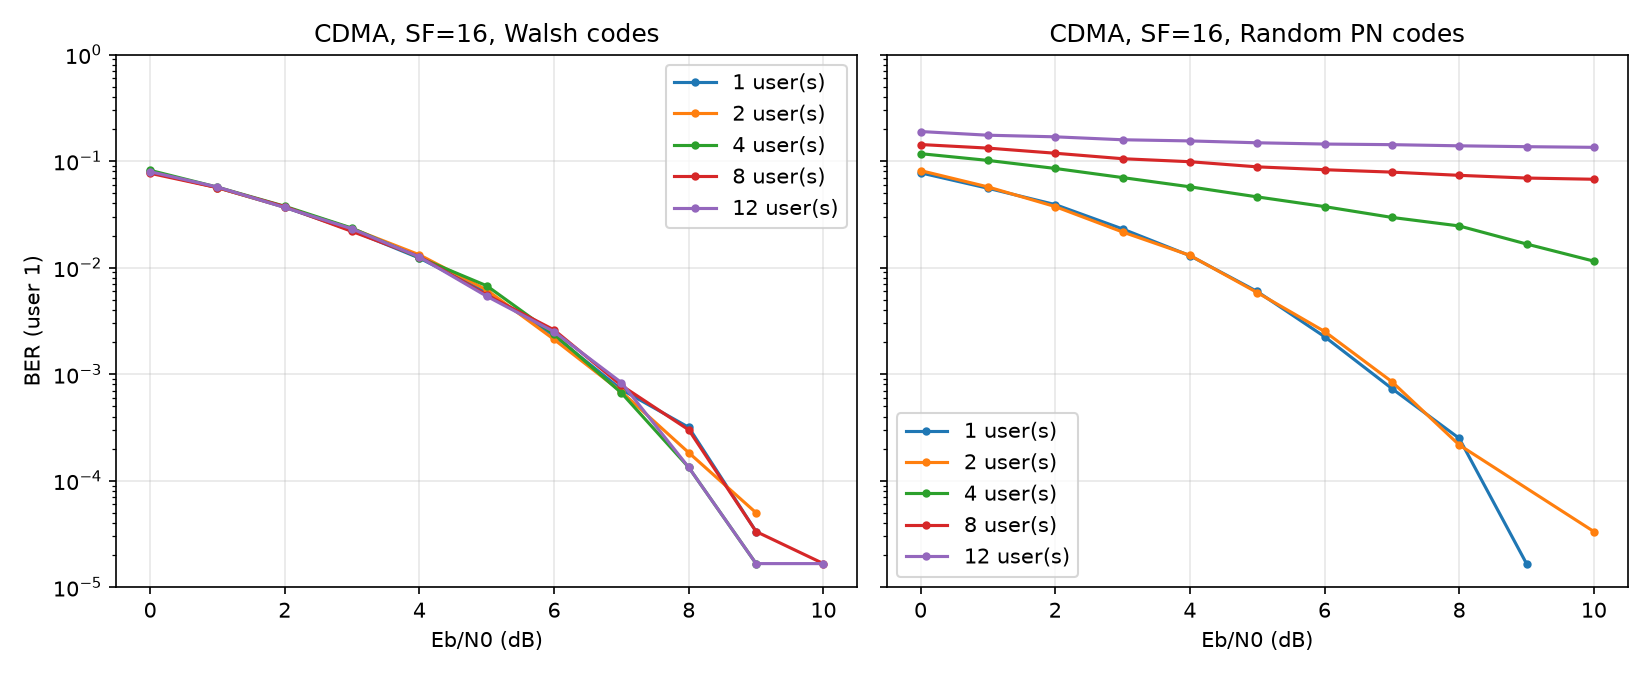 CDMA, SF=16, Walsh codes
10⁰
10⁻¹
10⁻²
10⁻³
10⁻⁴
10⁻⁵
BER (user 1)
1 user(s)
2 user(s)
4 user(s)
8 user(s)
12 user(s)
0 2 4 6 8 10
Eb/N0 (dB)
CDMA, SF=16, Random PN codes
1 user(s)
2 user(s)
4 user(s)
8 user(s)
12 user(s)
0 2 4 6 8 10
Eb/N0 (dB)